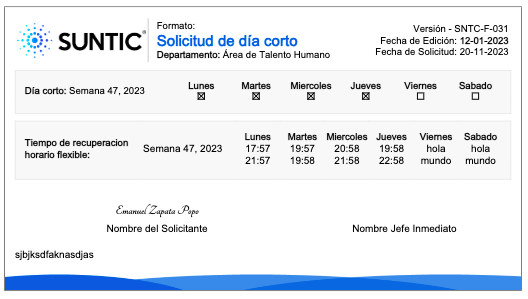 SUNTIC®
Formato:
Solicitud de día corto
Departamento: Área de Talento Humano
Versión - SNTC-F-031
Fecha de Edición: 12-01-2023
Fecha de Solicitud: 20-11-2023
Día corto: Semana 47, 2023
Lunes Martes Miercoles Jueves Viernes Sabado
☒ ☒ ☒ ☒ ☐ ☐
Tiempo de recuperacion
horario flexible:
Semana 47, 2023
Lunes Martes Miercoles Jueves Viernes Sabado
17:57 19:57 20:58 19:58 hola hola
21:57 19:58 21:58 22:58 mundo mundo
Emanuel Zapata Popo
Nombre del Solicitante
Nombre Jefe Inmediato
sjbjksdfaknasdjas